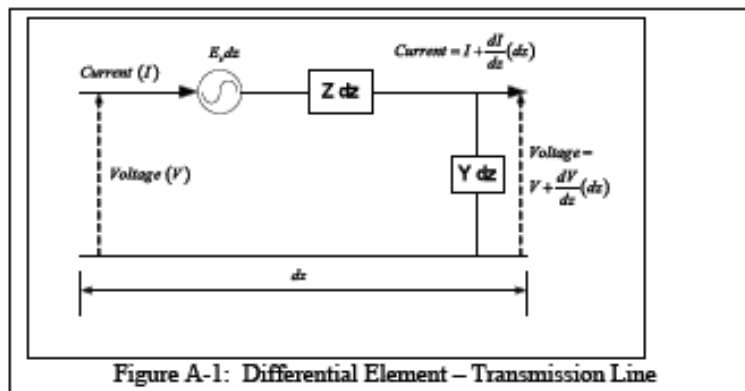 E_z dz
Current = I + dI/dz (dz)
Current (I)
Z dz
Voltage (V)
Y dz
Voltage =
V + dV/dz (dz)
dz
Figure A-1: Differential Element – Transmission Line